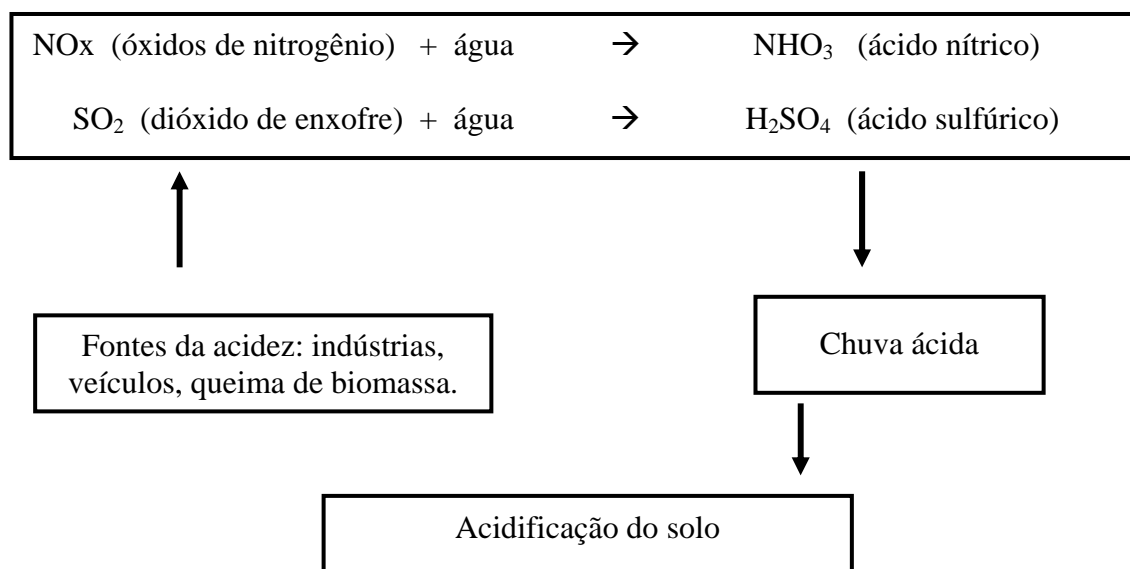 NOx (óxidos de nitrogênio) + água → NHO₃ (ácido nítrico)
SO₂ (dióxido de enxofre) + água → H₂SO₄ (ácido sulfúrico)
Fontes da acidez: indústrias,
veículos, queima de biomassa.
Chuva ácida
Acidificação do solo